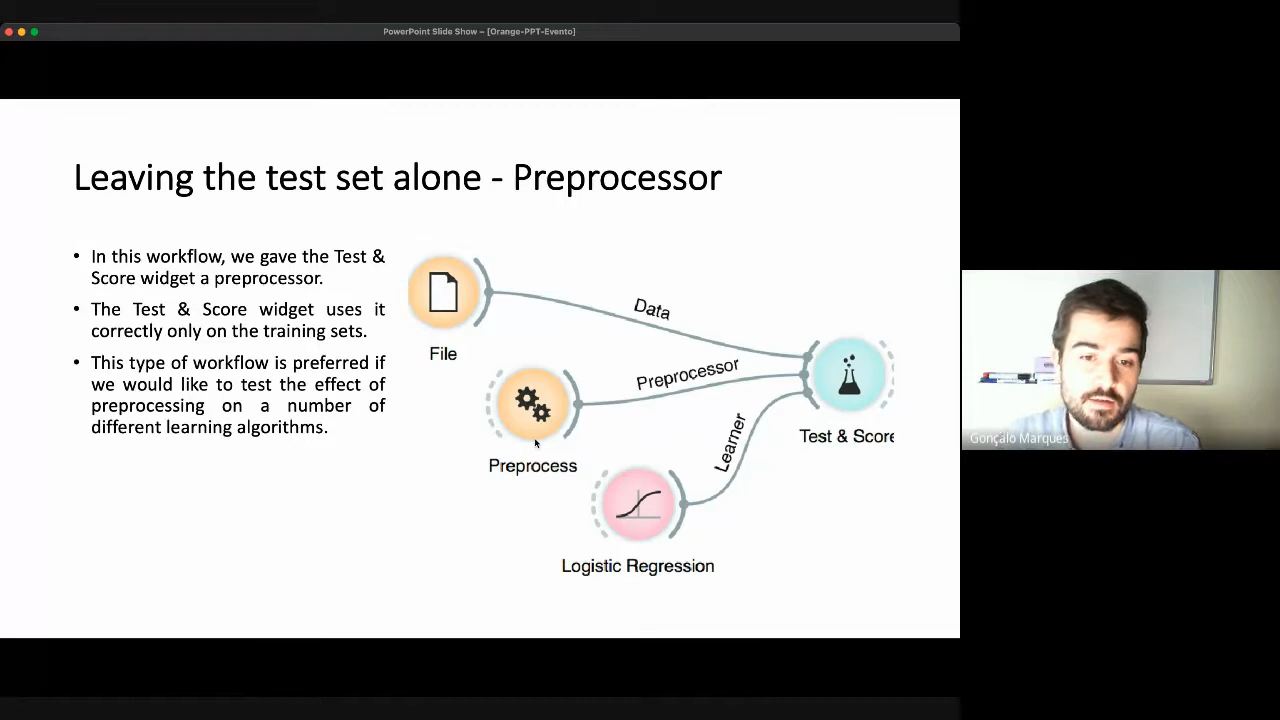 PowerPoint Slide Show – [Orange-PPT-Evento]
Leaving the test set alone - Preprocessor
• In this workflow, we gave the Test &
Score widget a preprocessor.
• The Test & Score widget uses it
correctly only on the training sets.
• This type of workflow is preferred if
we would like to test the effect of
preprocessing on a number of
different learning algorithms.
File
Data
Preprocess
Preprocessor
Logistic Regression
Learner
Test & Score
Gonçalo Marques